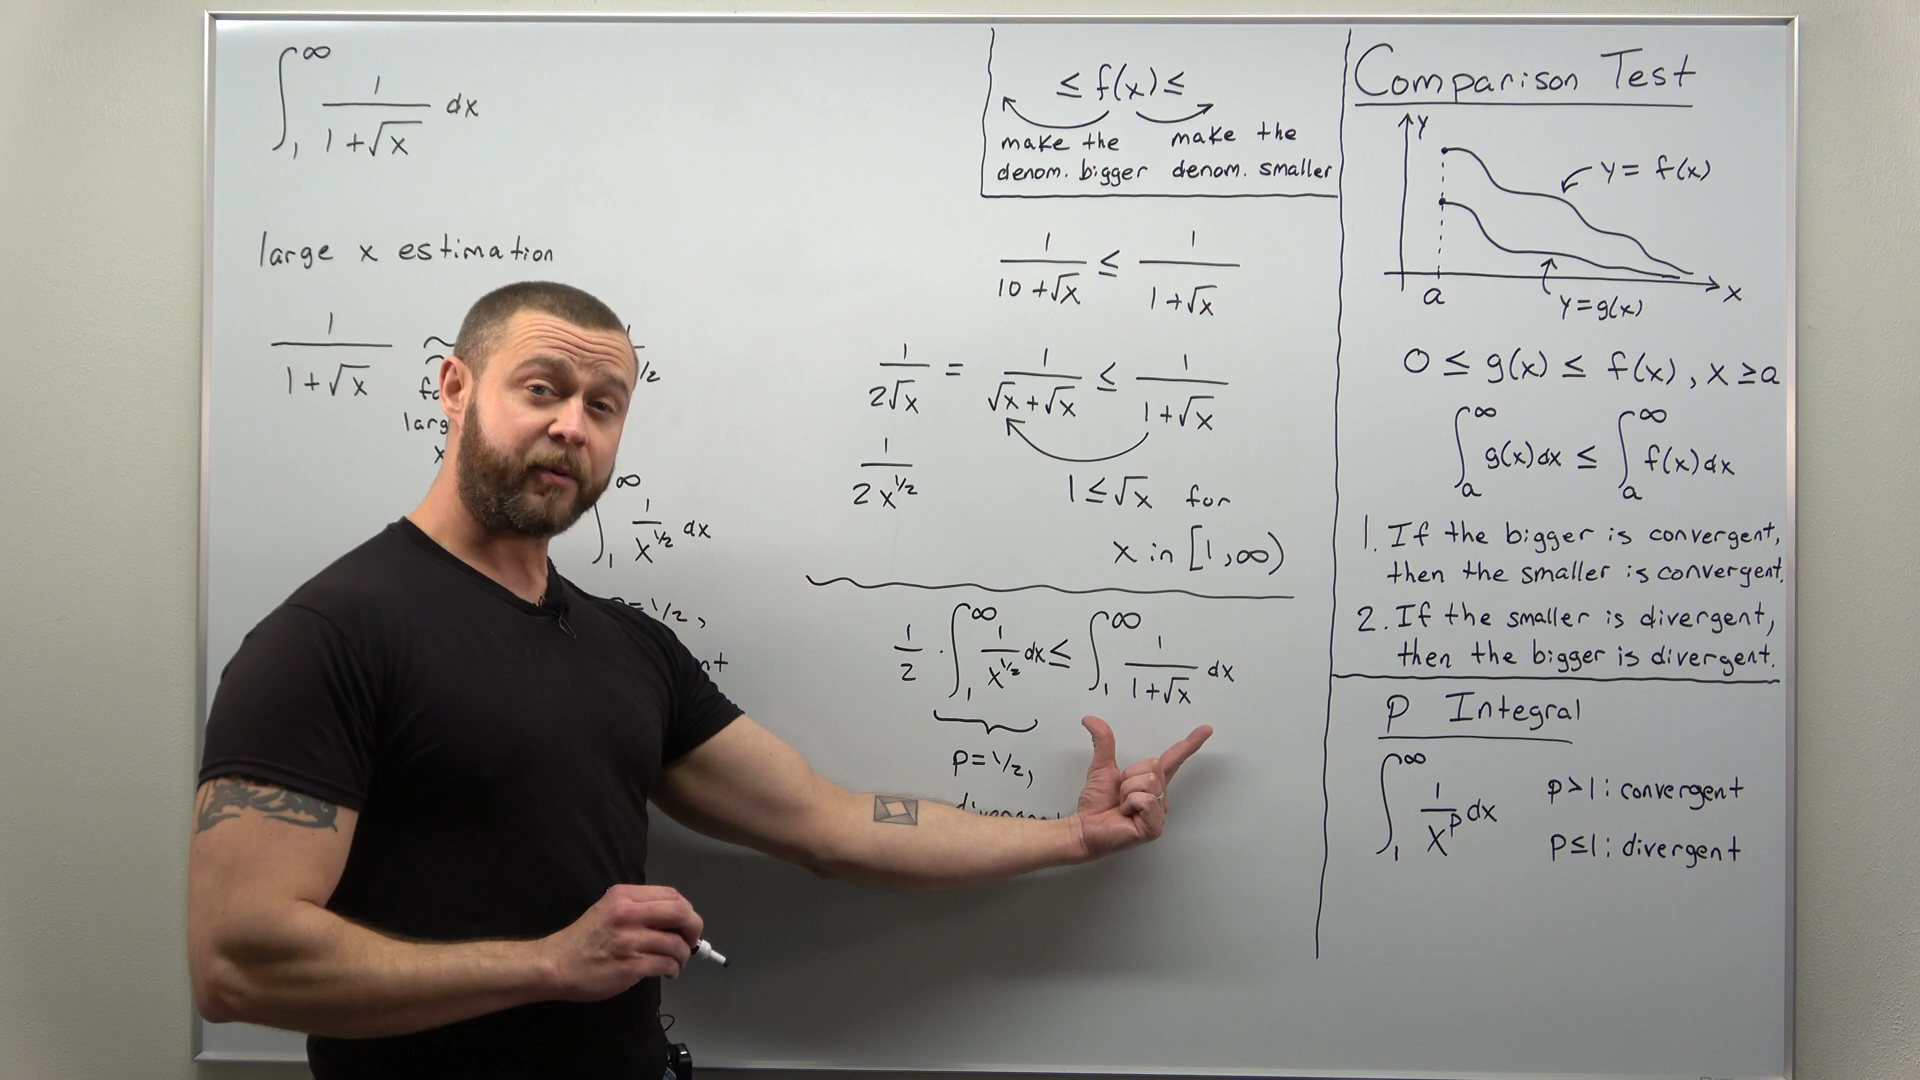 ∫₁^∞ 1/(1+√x) dx
large x estimation
1/(1+√x) ≈
x
∫₁^∞ 1/x^½ dx
= 1/2,
≤ f(x) ≤
make the denom. bigger
make the denom. smaller
1/(10+√x) ≤ 1/(1+√x)
1/(2√x) = 1/(√x+√x) ≤ 1/(1+√x)
1/(2x^½)
1 ≤ √x for
x in [1,∞)
1/2 · ∫₁^∞ 1/x^½ dx ≤ ∫₁^∞ 1/(1+√x) dx
p=1/2,
Comparison Test
y
y = f(x)
a
x
y=g(x)
0 ≤ g(x) ≤ f(x), x ≥ a
∫ₐ^∞ g(x)dx ≤ ∫ₐ^∞ f(x)dx
1. If the bigger is convergent,
then the smaller is convergent.
2. If the smaller is divergent,
then the bigger is divergent.
P Integral
∫₁^∞ 1/x^p dx
p>1: convergent
p≤1: divergent